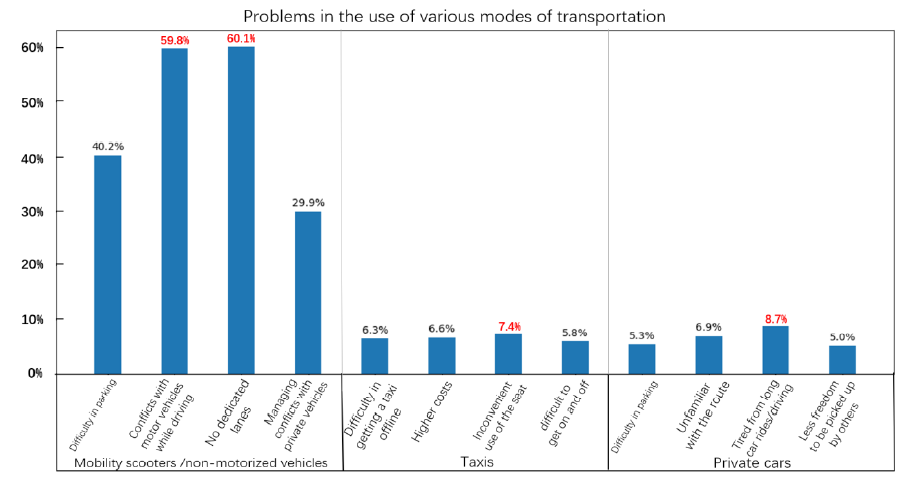 Problems in the use of various modes of transportation
60%
50%
40%
30%
20%
10%
0%
40.2%
59.8%
60.1%
29.9%
6.3%
6.6%
7.4%
5.8%
5.3%
6.9%
8.7%
5.0%
Difficulty in parking
Conflicts with
motor vehicles
while driving
No dedicated
lanes
Managing
conflicts with
private vehicles
Difficulty in
getting a taxi
offline
Higher costs
Inconvenient
use of the seat
difficult to
get on and off
Difficulty in parking
Unfamiliar
with the route
Tired from long
car rides/driving
Less freedom
to be picked up
by others
Mobility scooters /non-motorized vehicles
Taxis
Private cars